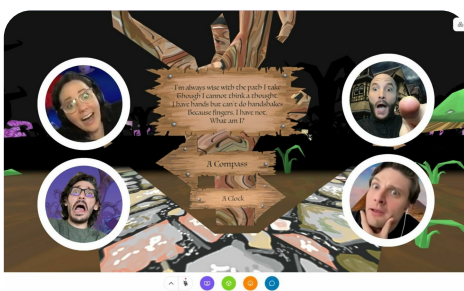 I'm always wise with the path I take
Though I cannot think a thought.
I have hands but can't do handshakes
Because fingers, I have not.
What am I?
A Compass
A Clock